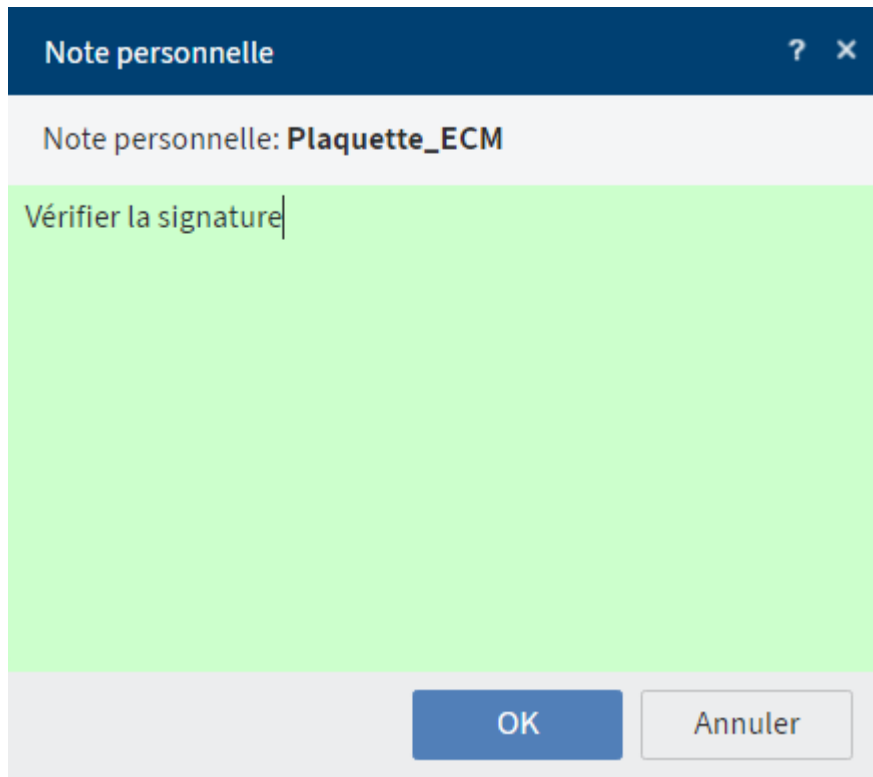 Note personnelle ? ×
Note personnelle: Plaquette_ECM
Vérifier la signature
OK Annuler